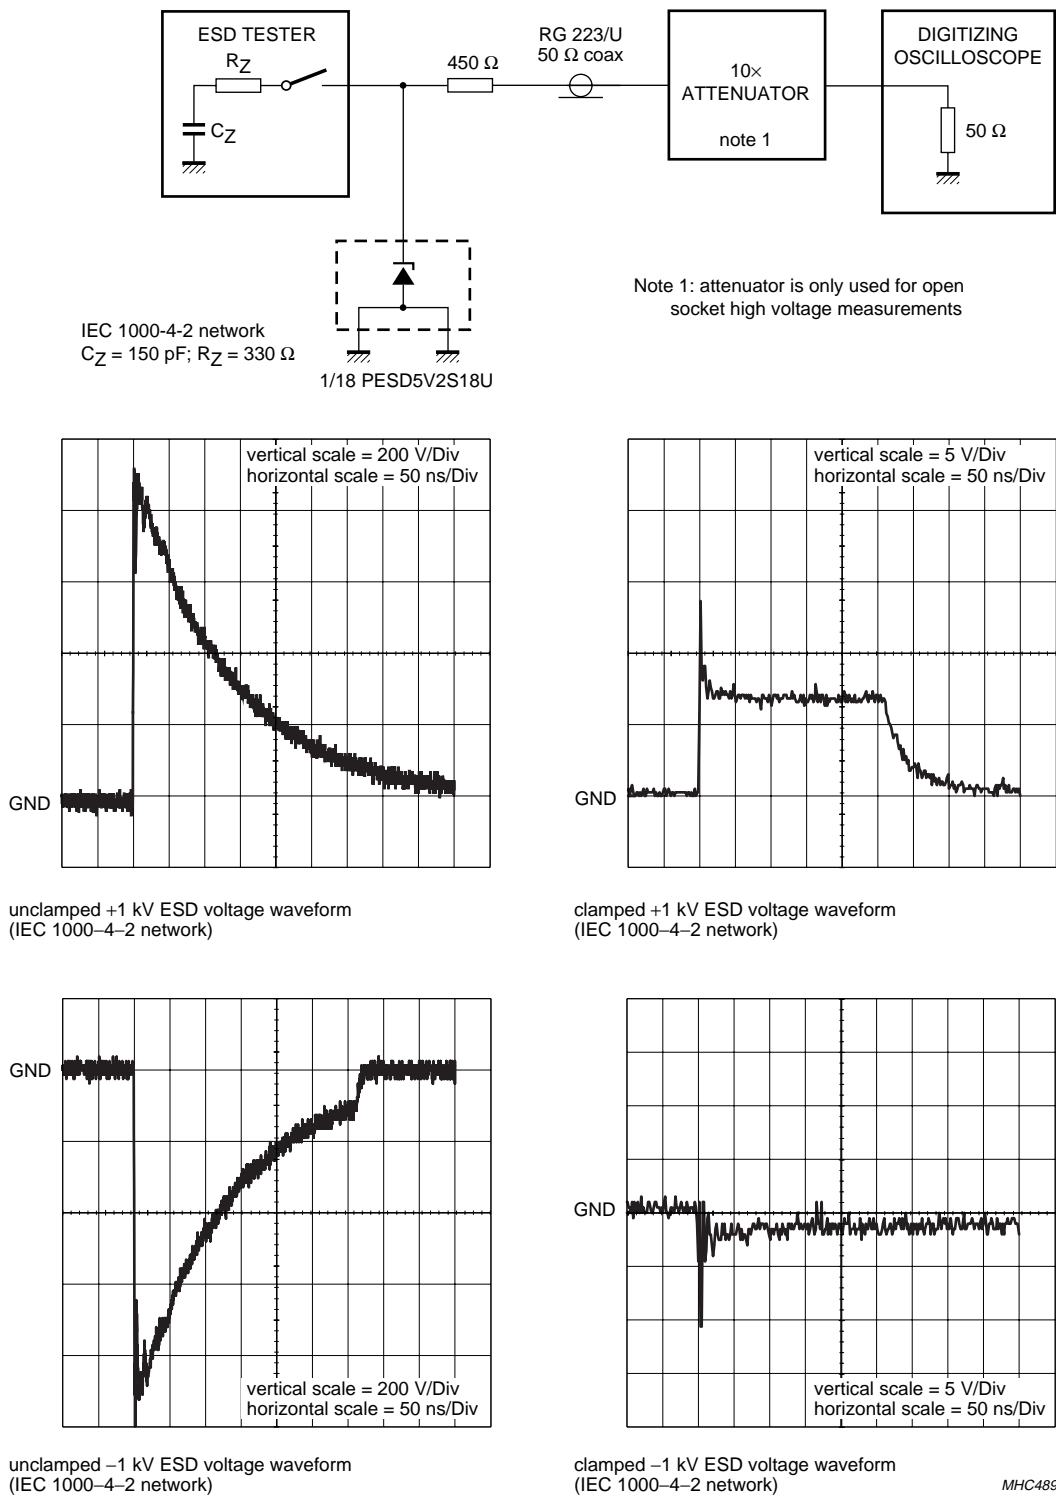 ESD TESTER
RZ
CZ
450 Ω
RG 223/U
50 Ω coax
10×
ATTENUATOR
note 1
DIGITIZING
OSCILLOSCOPE
50 Ω
Note 1: attenuator is only used for open
socket high voltage measurements
IEC 1000-4-2 network
CZ = 150 pF; RZ = 330 Ω
1/18 PESD5V2S18U
vertical scale = 200 V/Div
horizontal scale = 50 ns/Div
GND
unclamped +1 kV ESD voltage waveform
(IEC 1000−4−2 network)
vertical scale = 5 V/Div
horizontal scale = 50 ns/Div
GND
clamped +1 kV ESD voltage waveform
(IEC 1000−4−2 network)
GND
vertical scale = 200 V/Div
horizontal scale = 50 ns/Div
unclamped −1 kV ESD voltage waveform
(IEC 1000−4−2 network)
GND
vertical scale = 5 V/Div
horizontal scale = 50 ns/Div
clamped −1 kV ESD voltage waveform
(IEC 1000−4−2 network)
MHC489